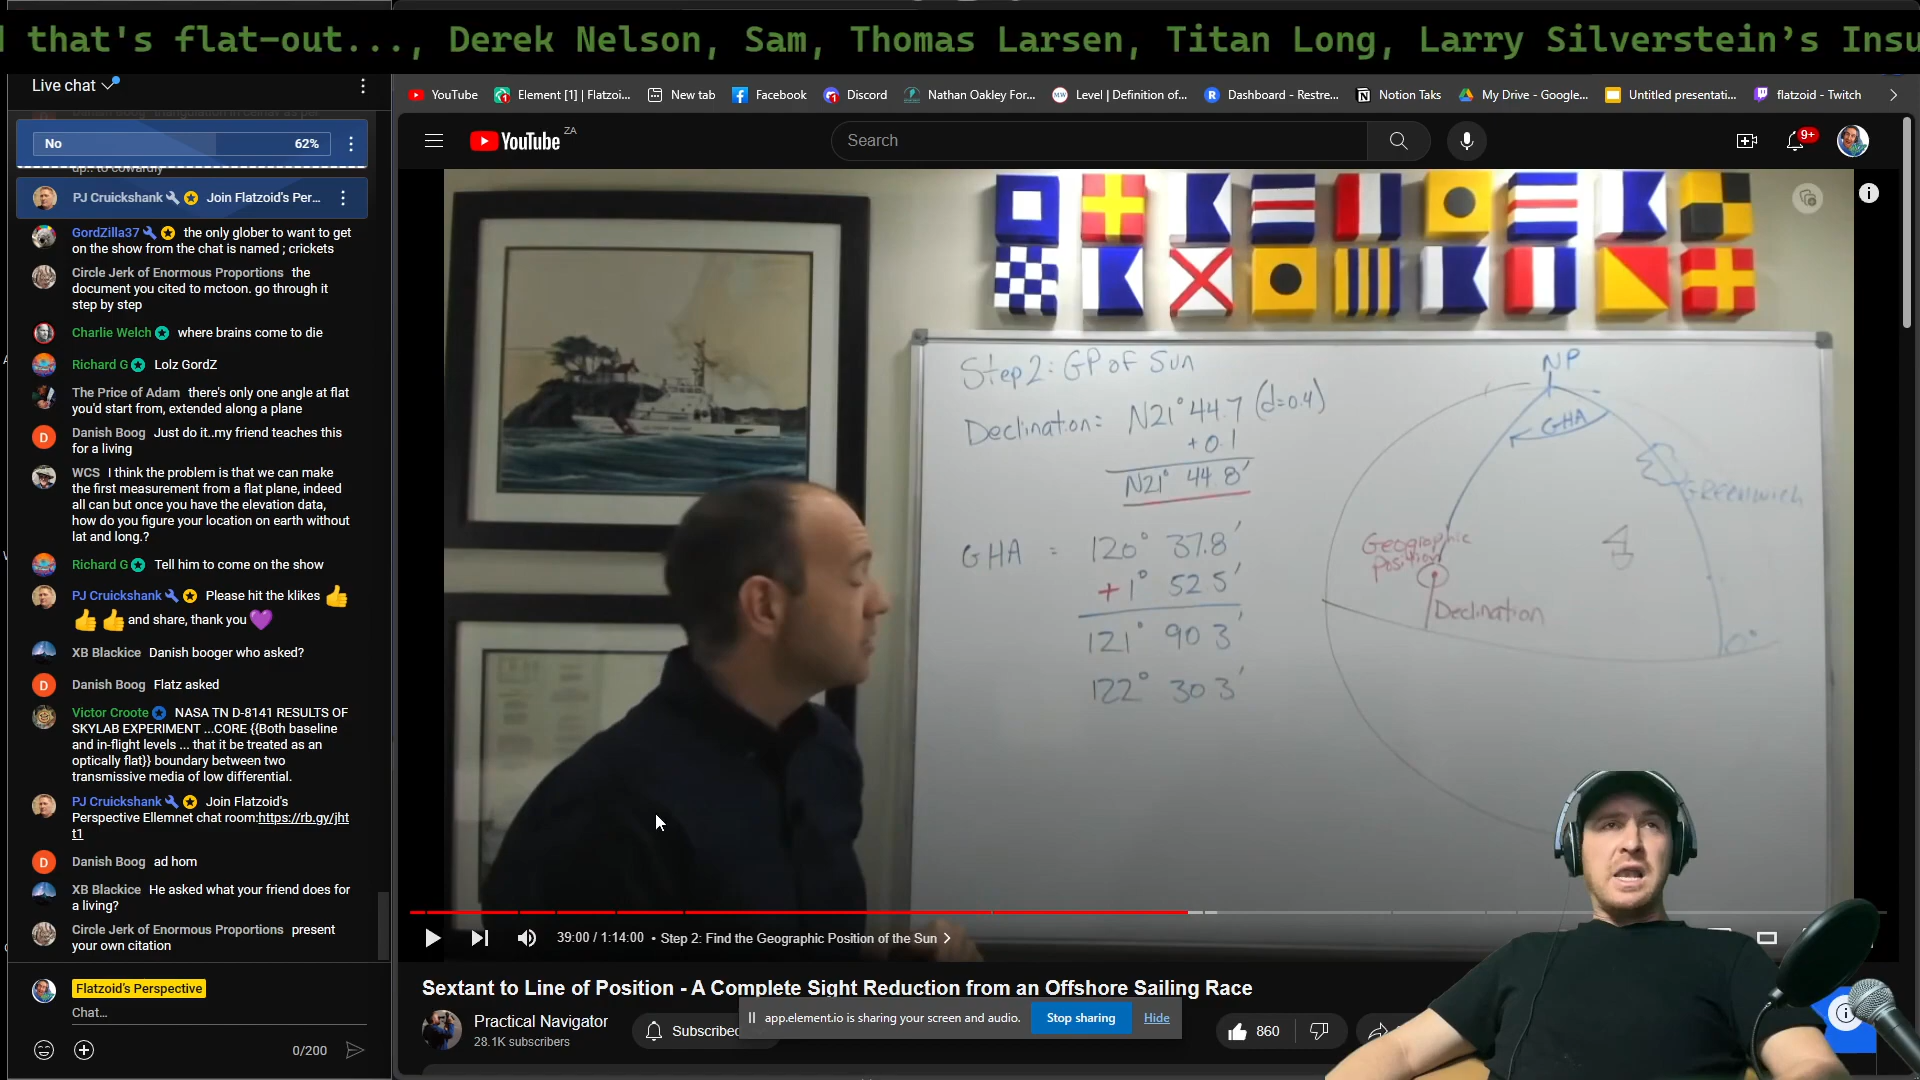 that's flat-out..., Derek Nelson, Sam, Thomas Larsen, Titan Long, Larry Silverstein’s Insu
Live chat
YouTube
Element [1] | Flatzoi...
New tab
Facebook
Discord
Nathan Oakley For...
Level | Definition of...
Dashboard - Restre...
Notion Taks
My Drive - Google...
Untitled presentati...
flatzoid - Twitch
No 62%
up.. to cowardly
PJ Cruickshank Join Flatzoid's Per...
GordZilla37 the only glober to want to get
on the show from the chat is named ; crickets
Circle Jerk of Enormous Proportions the
document you cited to mctoon. go through it
step by step
Charlie Welch where brains come to die
Richard G Lolz GordZ
The Price of Adam there's only one angle at flat
you'd start from, extended along a plane
Danish Boog Just do it..my friend teaches this
for a living
WCS I think the problem is that we can make
the first measurement from a flat plane, indeed
all can but once you have the elevation data,
how do you figure your location on earth without
lat and long.?
Richard G Tell him to come on the show
PJ Cruickshank Please hit the klikes
and share, thank you
XB Blackice Danish booger who asked?
Danish Boog Flatz asked
Victor Croote NASA TN D-8141 RESULTS OF
SKYLAB EXPERIMENT ...CORE {{Both baseline
and in-flight levels ... that it be treated as an
optically flat}} boundary between two
transmissive media of low differential.
PJ Cruickshank Join Flatzoid's
Perspective Ellemnet chat room:https://rb.gy/jht
t1
Danish Boog ad hom
XB Blackice He asked what your friend does for
a living?
Circle Jerk of Enormous Proportions present
your own citation
Flatzoid's Perspective
Chat...
0/200
YouTube ZA
Search
9+
Step 2: GP of Sun
Declination = N21° 44.7 (d=0.4)
+0.1
N21° 44 8'
GHA = 120° 37.8'
+ 1° 52 5'
121° 90 3'
122° 30 3'
NP
GHA
Greenwich
Geographic
Position
Declination
0°
39:00 / 1:14:00 • Step 2: Find the Geographic Position of the Sun
Sextant to Line of Position - A Complete Sight Reduction from an Offshore Sailing Race
Practical Navigator
28.1K subscribers
Subscribed
app.element.io is sharing your screen and audio.
Stop sharing
Hide
860